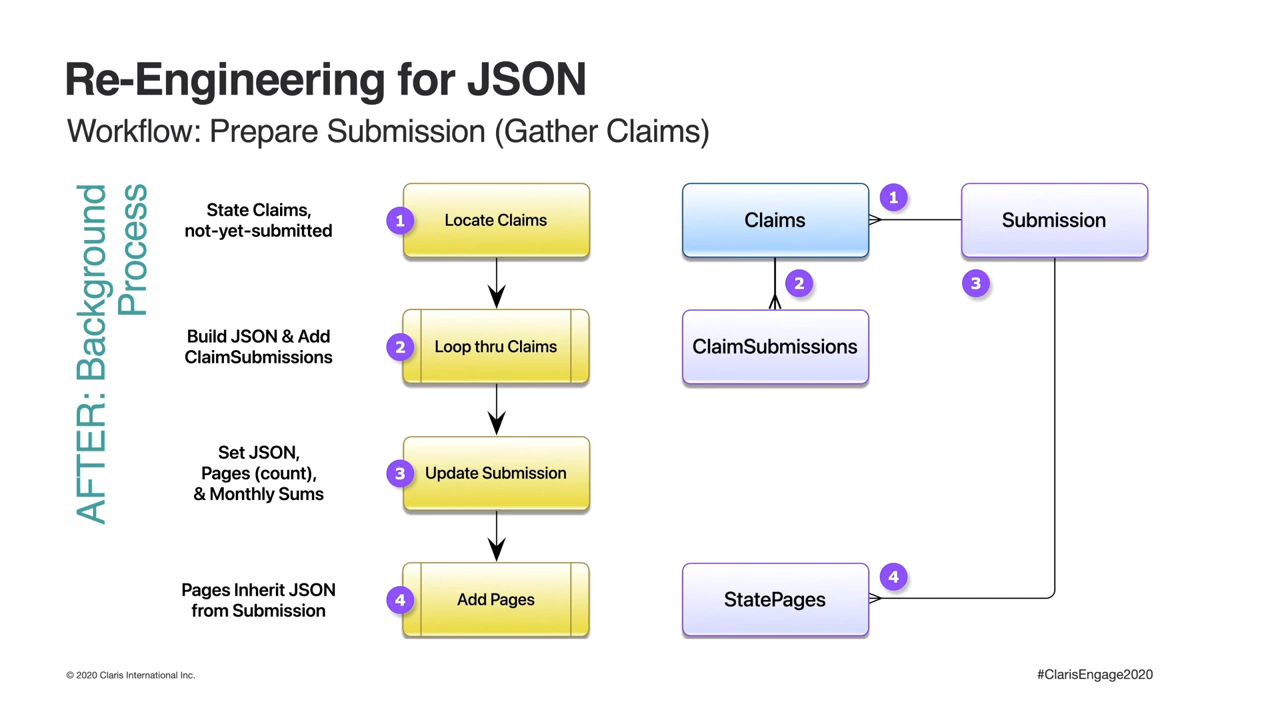 Re-Engineering for JSON
Workflow: Prepare Submission (Gather Claims)
AFTER: Background
Process
State Claims,
not-yet-submitted
1
Locate Claims
Build JSON & Add
ClaimSubmissions
2
Loop thru Claims
Set JSON,
Pages (count),
& Monthly Sums
3
Update Submission
Pages Inherit JSON
from Submission
4
Add Pages
Claims
1
Submission
2
3
ClaimSubmissions
StatePages
4
© 2020 Claris International Inc.
#ClarisEngage2020